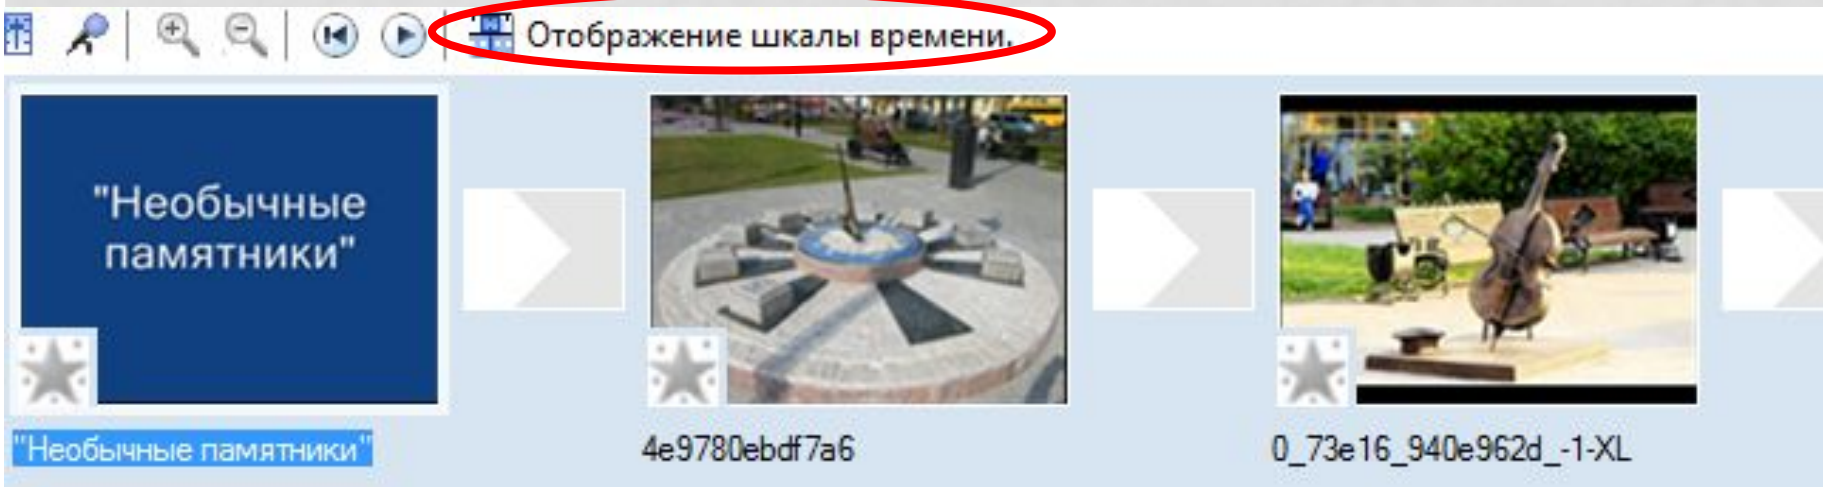 Отображение шкалы времени.
"Необычные
памятники"
"Необычные памятники"
4e9780ebdf7a6
0_73e16_940e962d_-1-XL